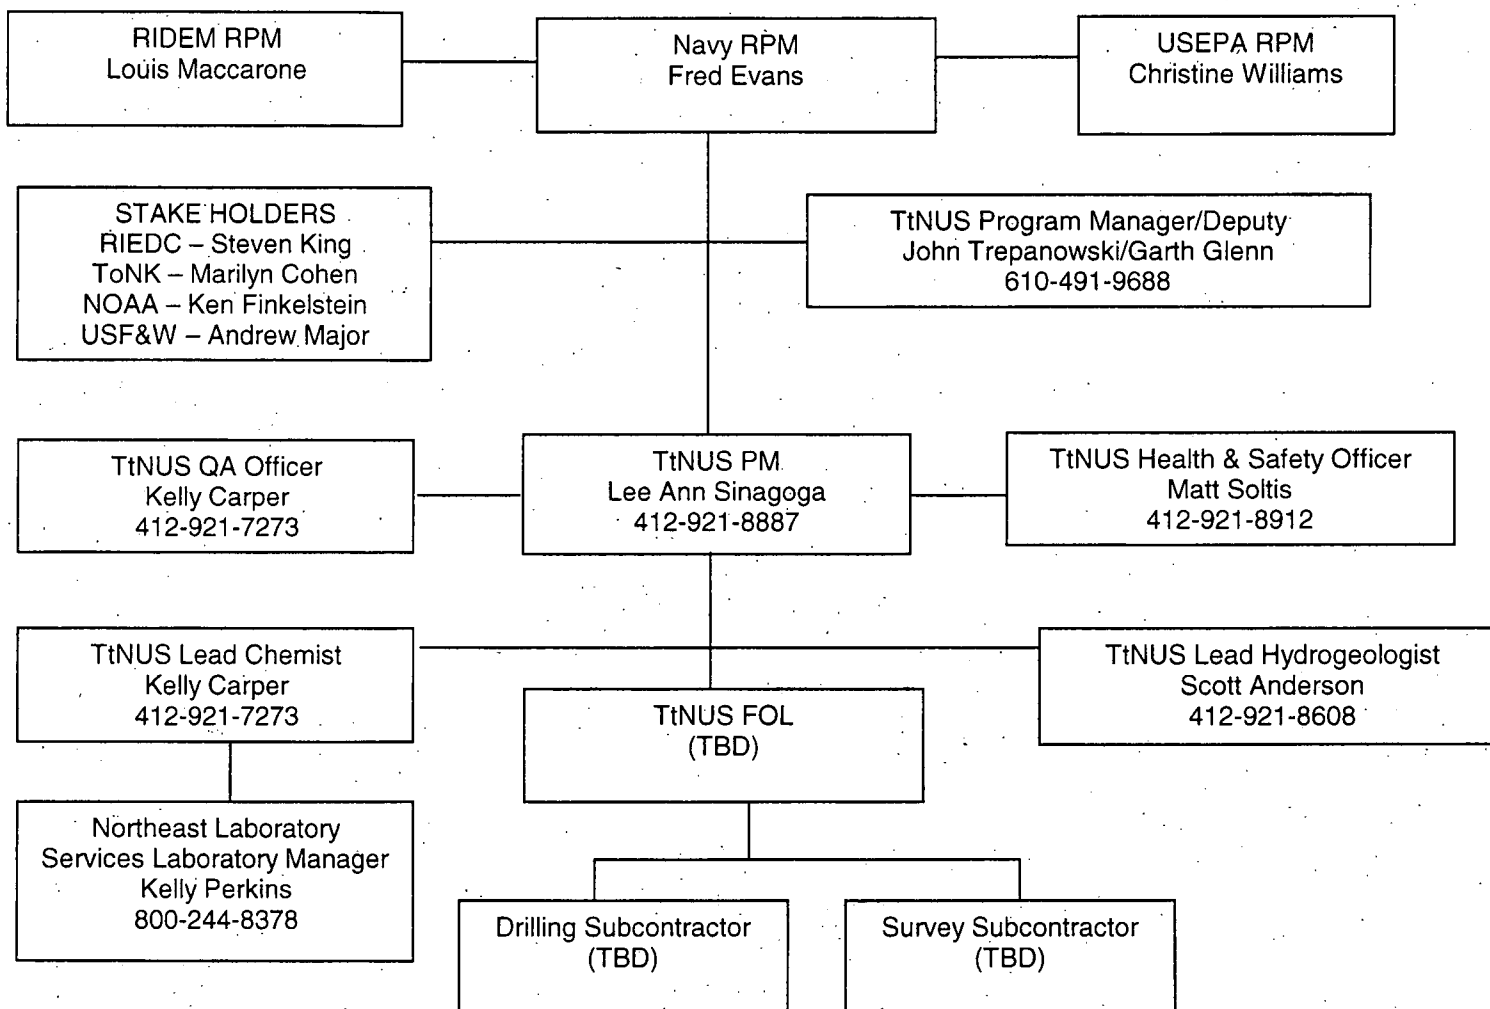 RIDEM RPM
Louis Maccarone
Navy RPM
Fred Evans
USEPA RPM
Christine Williams
STAKE HOLDERS
RIEDC – Steven King
ToNK – Marilyn Cohen
NOAA – Ken Finkelstein
USF&W – Andrew Major
TtNUS Program Manager/Deputy
John Trepanowski/Garth Glenn
610-491-9688
TtNUS QA Officer
Kelly Carper
412-921-7273
TtNUS PM
Lee Ann Sinagoga
412-921-8887
TtNUS Health & Safety Officer
Matt Soltis
412-921-8912
TtNUS Lead Chemist
Kelly Carper
412-921-7273
TtNUS FOL
(TBD)
TtNUS Lead Hydrogeologist
Scott Anderson
412-921-8608
Northeast Laboratory
Services Laboratory Manager
Kelly Perkins
800-244-8378
Drilling Subcontractor
(TBD)
Survey Subcontractor
(TBD)